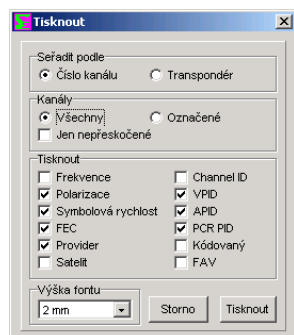 Tisknout
Seřadit podle
Číslo kanálu Transpondér
Kanály
Všechny Označené
Jen nepřeskočené
Tisknout
Frekvence Channel ID
Polarizace VPID
Symbolová rychlost APID
FEC PCR PID
Provider Kódovaný
Satelit FAV
Výška fontu
2 mm Storno Tisknout